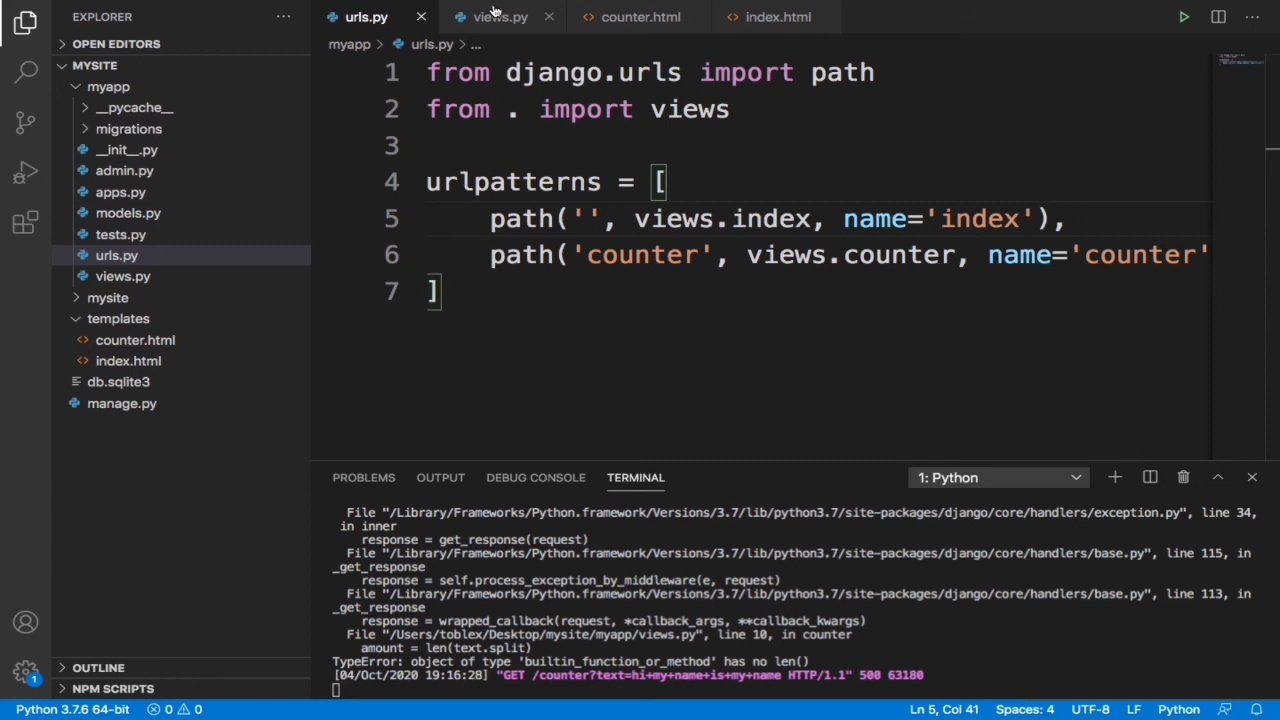 EXPLORER
urls.py
views.py
counter.html
index.html
OPEN EDITORS
myapp > urls.py > ...
MYSITE
myapp
__pycache__
migrations
__init__.py
admin.py
apps.py
models.py
tests.py
urls.py
views.py
mysite
templates
counter.html
index.html
db.sqlite3
manage.py
OUTLINE
NPM SCRIPTS
1 from django.urls import path
2 from . import views
3
4 urlpatterns = [
5 path('', views.index, name='index'),
6 path('counter', views.counter, name='counter'
7 ]
PROBLEMS OUTPUT DEBUG CONSOLE TERMINAL 1: Python
File "/Library/Frameworks/Python.framework/Versions/3.7/lib/python3.7/site-packages/django/core/handlers/exception.py", line 34,
in inner
response = get_response(request)
File "/Library/Frameworks/Python.framework/Versions/3.7/lib/python3.7/site-packages/django/core/handlers/base.py", line 115, in
_get_response
response = self.process_exception_by_middleware(e, request)
File "/Library/Frameworks/Python.framework/Versions/3.7/lib/python3.7/site-packages/django/core/handlers/base.py", line 113, in
_get_response
response = wrapped_callback(request, *callback_args, **callback_kwargs)
File "/Users/toblex/Desktop/mysite/myapp/views.py", line 10, in counter
amount = len(text.split)
TypeError: object of type 'builtin_function_or_method' has no len()
[04/Oct/2020 19:16:28] "GET /counter?text=hi+my+name+is+my+name HTTP/1.1" 500 63180
1
Python 3.7.6 64-bit 0 0 Ln 5, Col 41 Spaces: 4 UTF-8 LF Python